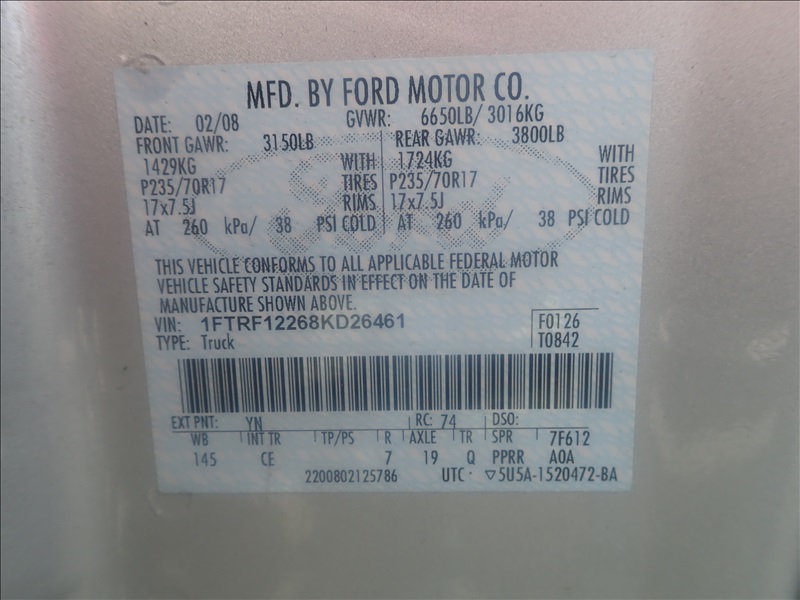 MFD. BY FORD MOTOR CO.
DATE: 02/08 GVWR: 6650LB/ 3016KG
FRONT GAWR: 3150LB REAR GAWR: 3800LB
1429KG WITH 1724KG WITH
P235/70R17 TIRES P235/70R17 TIRES
17x7.5J RIMS 17x7.5J RIMS
AT 260 kPa/ 38 PSI COLD AT 260 kPa/ 38 PSI COLD
THIS VEHICLE CONFORMS TO ALL APPLICABLE FEDERAL MOTOR
VEHICLE SAFETY STANDARDS IN EFFECT ON THE DATE OF
MANUFACTURE SHOWN ABOVE.
VIN: 1FTRF12268KD26461 F0126
TYPE: Truck T0842
EXT PNT: YN RC: 74 DSO:
WB INT TR TP/PS R AXLE TR SPR 7F612
145 CE 7 19 Q PPRR AOA
2200802125786 UTC ▽5U5A-1520472-BA